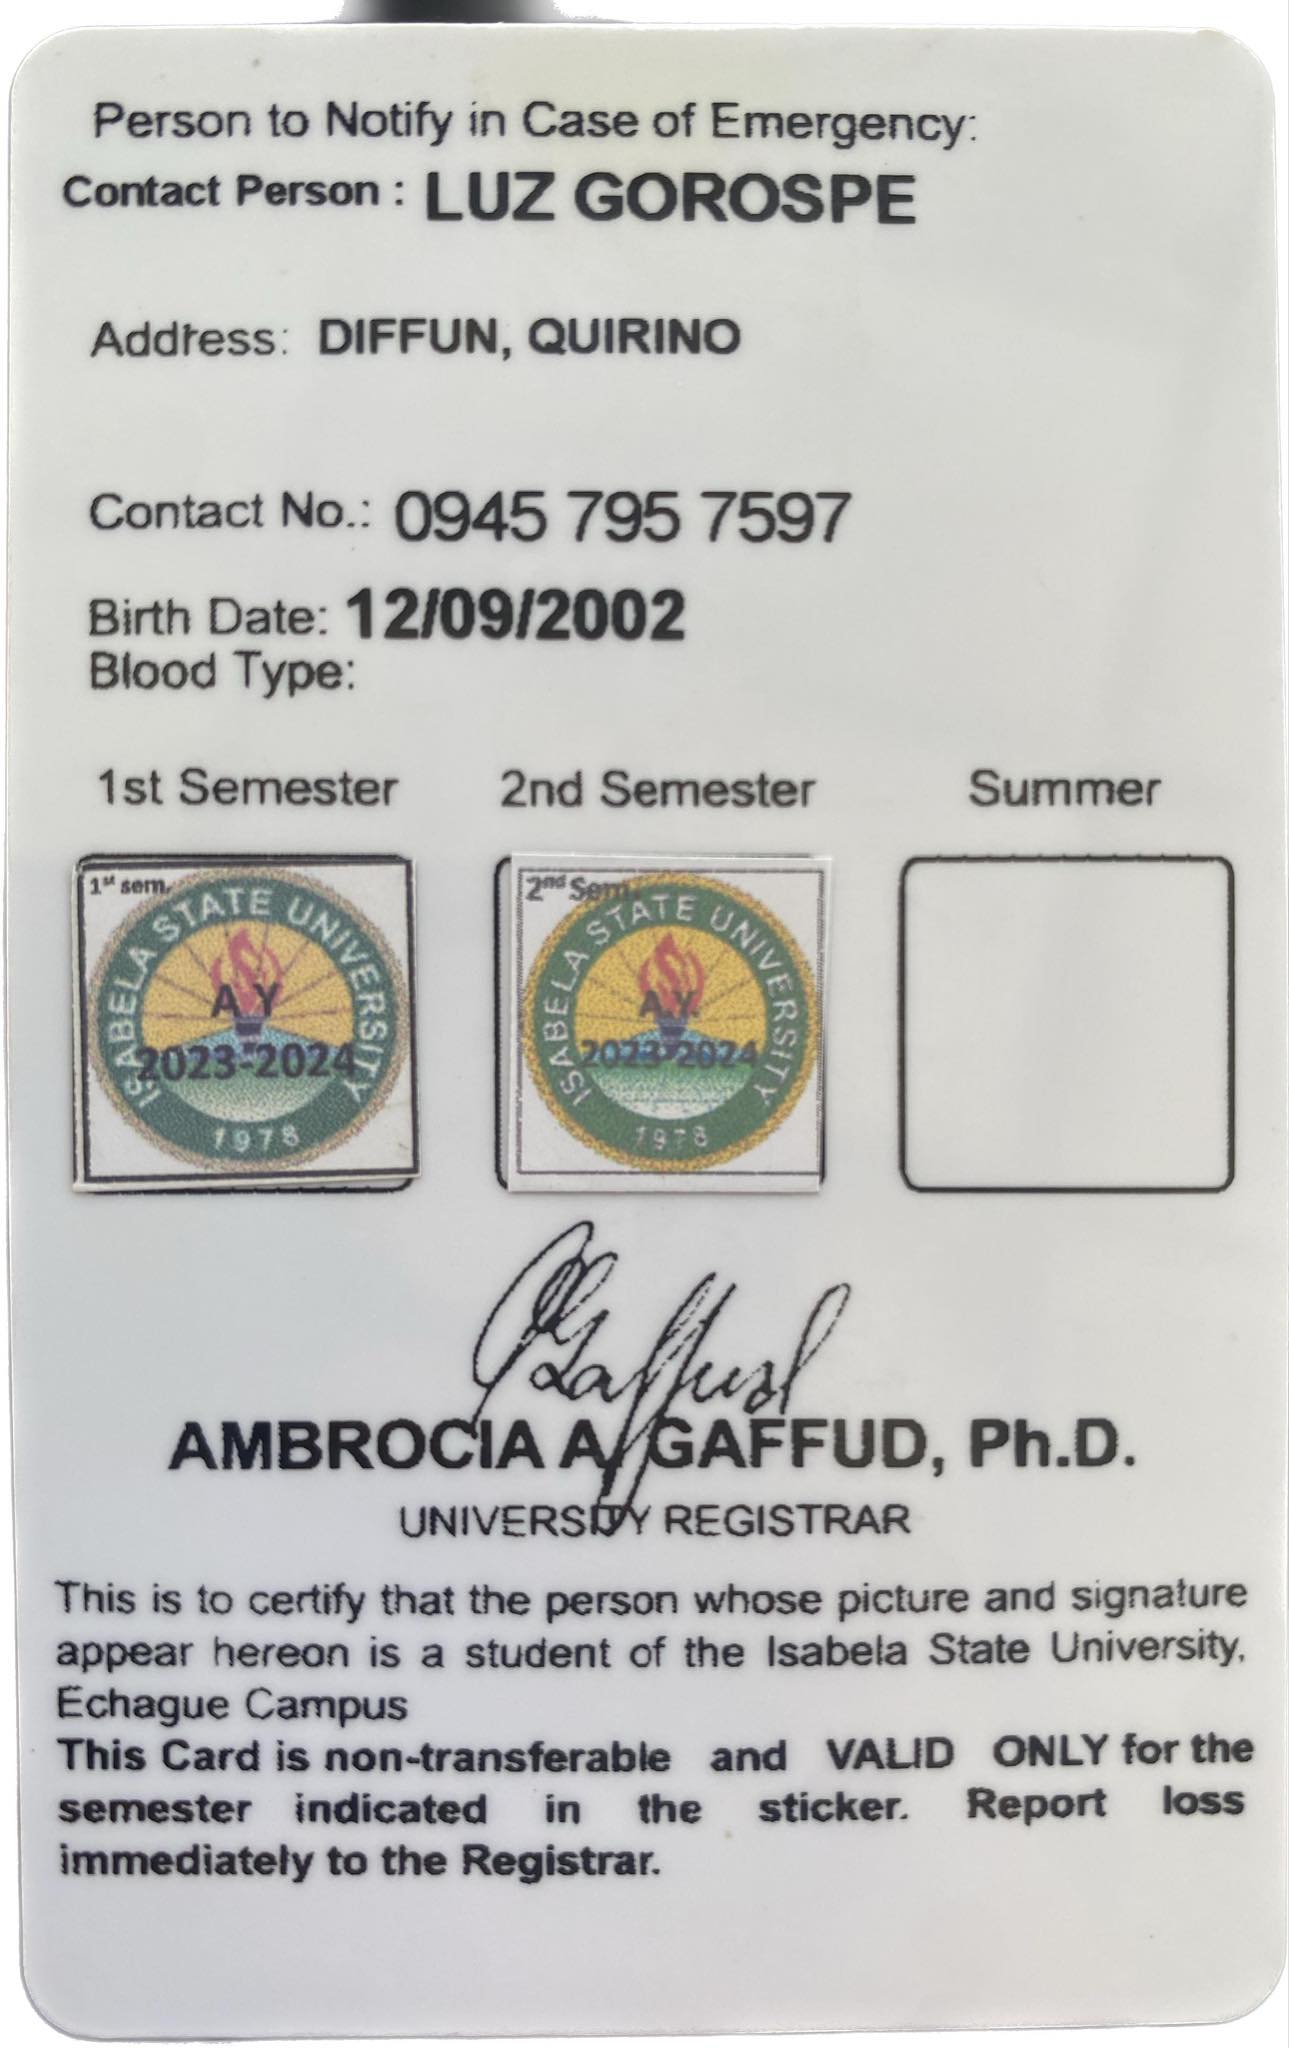 Person to Notify in Case of Emergency:
Contact Person : LUZ GOROSPE
Address: DIFFUN, QUIRINO
Contact No.: 0945 795 7597
Birth Date: 12/09/2002
Blood Type:
1st Semester 2nd Semester Summer
1st sem.
ISABELA STATE UNIVERSITY
A Y
2023-2024
1978
2nd Sem.
ISABELA STATE UNIVERSITY
A.Y.
2023-2024
1978
Gaffud
AMBROCIA A. GAFFUD, Ph.D.
UNIVERSITY REGISTRAR
This is to certify that the person whose picture and signature
appear hereon is a student of the Isabela State University,
Echague Campus
This Card is non-transferable and VALID ONLY for the
semester indicated in the sticker. Report loss
immediately to the Registrar.